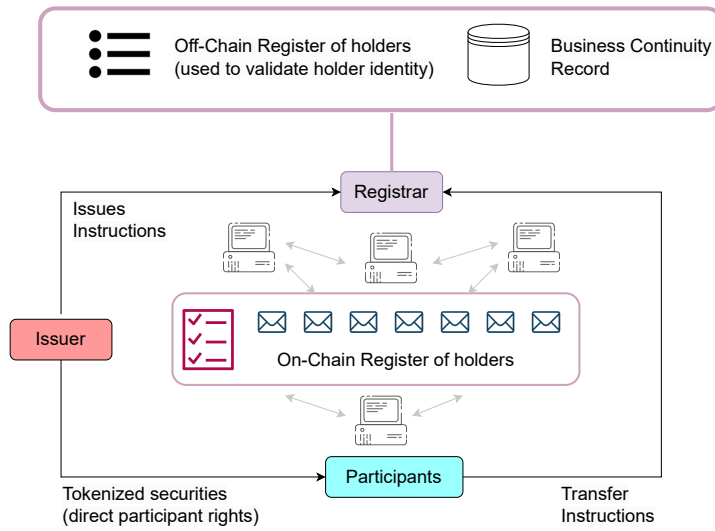 Off-Chain Register of holders
(used to validate holder identity)
Business Continuity
Record
Registrar
Issues
Instructions
Issuer
On-Chain Register of holders
Participants
Tokenized securities
(direct participant rights)
Transfer
Instructions